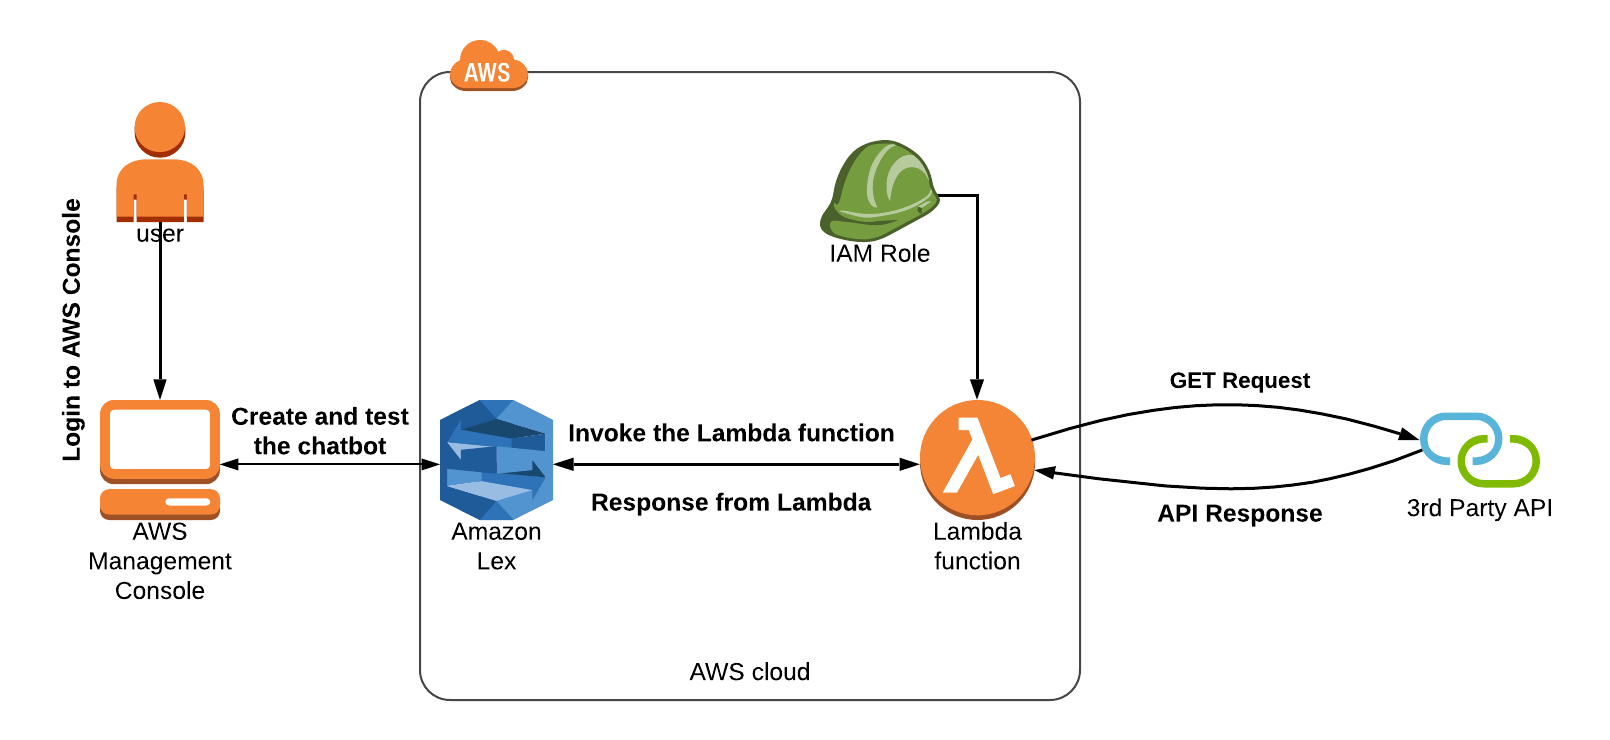 AWS
user
Login to AWS Console
IAM Role
GET Request
Create and test
the chatbot
Invoke the Lambda function
Response from Lambda
API Response
3rd Party API
AWS
Management
Console
Amazon
Lex
Lambda
function
AWS cloud